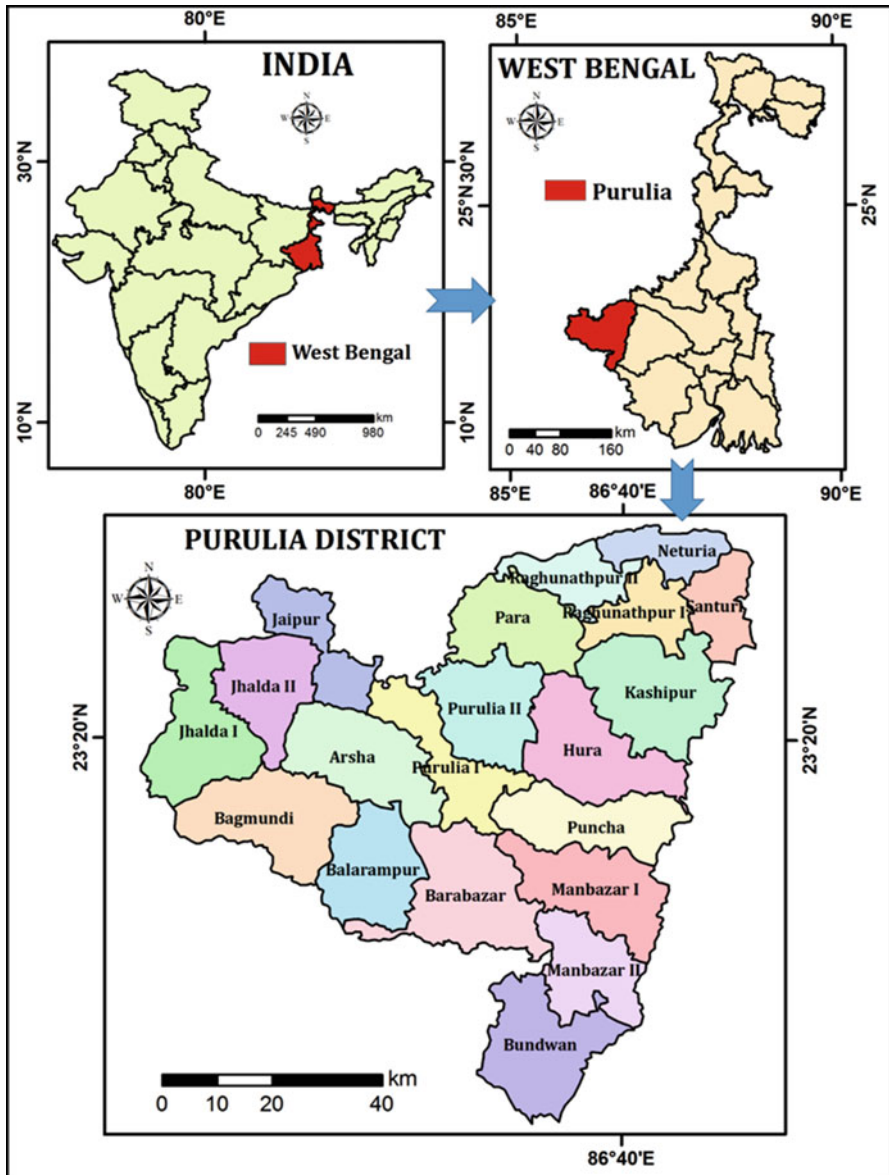 80°E
INDIA
N
W E
S
30°N
30°N
West Bengal
10°N
10°N
km
0 245 490 980
80°E
85°E
90°E
WEST BENGAL
N
W E
S
25°N
25°N
Purulia
km
0 40 80 160
85°E
90°E
86°40'E
PURULIA DISTRICT
N
W E
S
Neturia
Raghunathpur II
Raghunathpur I
Santuri
Para
Jaipur
Jhalda II
Kashipur
Purulia II
Jhalda I
Hura
Arsha
Purulia I
23°20'N
23°20'N
Bagmundi
Puncha
Balarampur
Barabazar
Manbazar I
Manbazar II
Bundwan
km
0 10 20 40
86°40'E